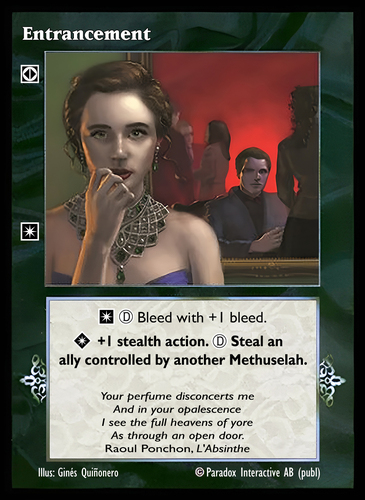 Entrancement
Ⓓ Bleed with +1 bleed.
+1 stealth action. Ⓓ Steal an
ally controlled by another Methuselah.
Your perfume disconcerts me
And in your opalescence
I see the full heavens of yore
As through an open door.
Raoul Ponchon, L'Absinthe
Illus: Ginés Quiñonero
© Paradox Interactive AB (publ)